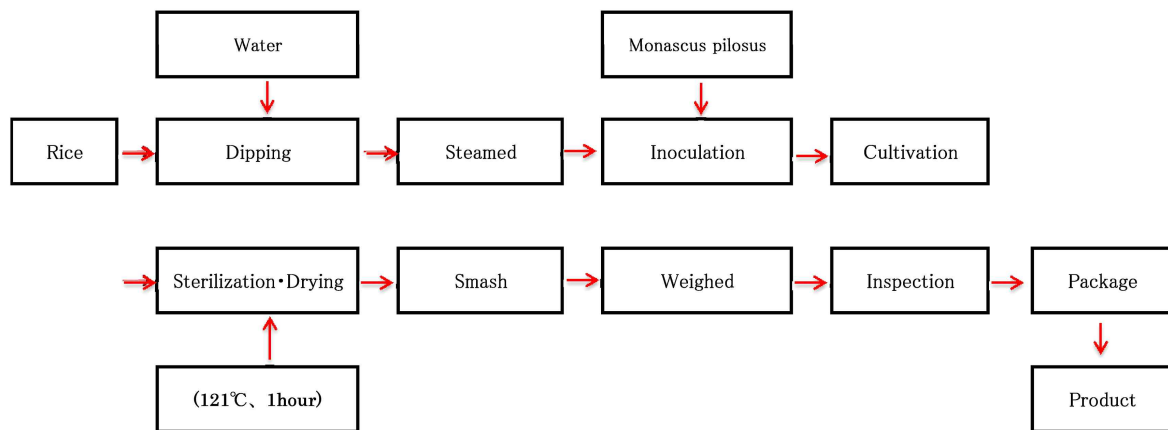 Water
Monascus pilosus
Rice
Dipping
Steamed
Inoculation
Cultivation
Sterilization・Drying
Smash
Weighed
Inspection
Package
(121℃、1hour)
Product